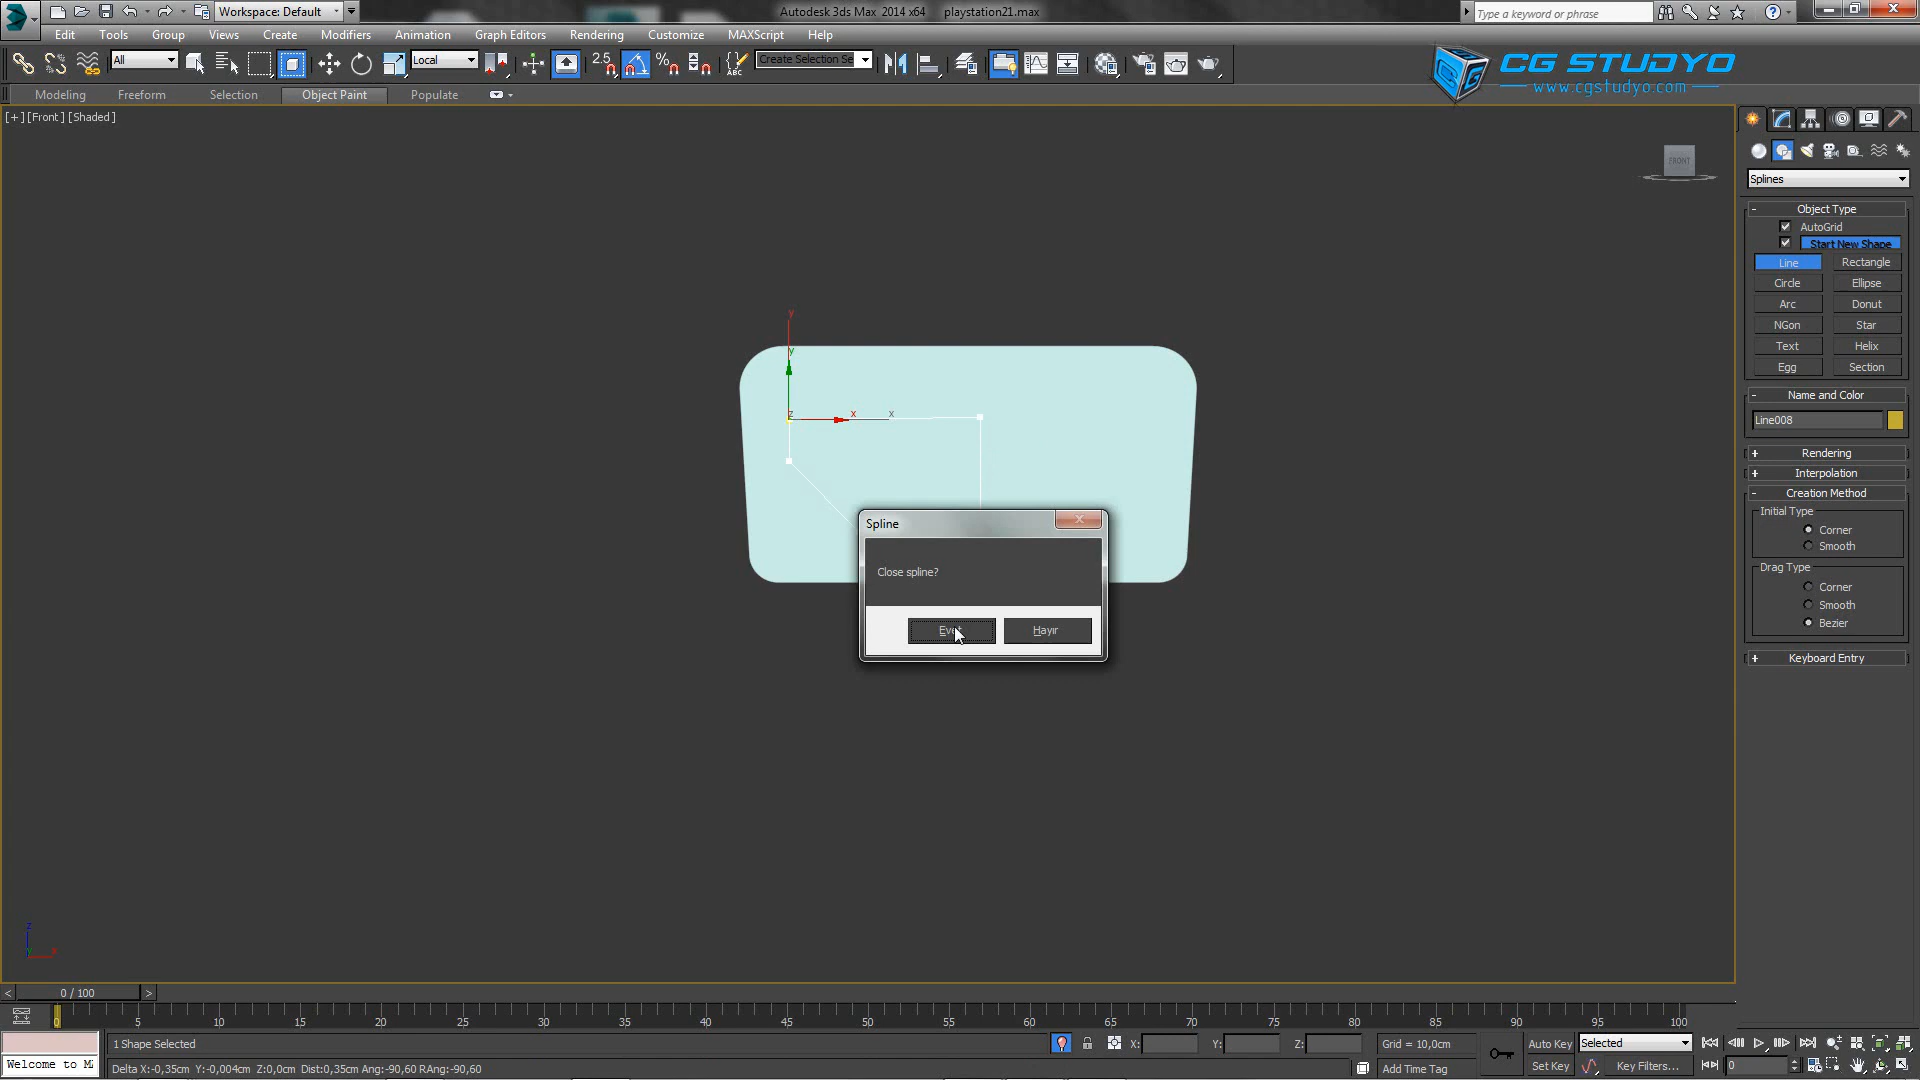 Workspace: Default
Autodesk 3ds Max 2014 x64 playstation21.max
Type a keyword or phrase
Edit Tools Group Views Create Modifiers Animation Graph Editors Rendering Customize MAXScript Help
All
Local
2.5
Create Selection Se
CG STUDYO
www.cgstudyo.com
Modeling Freeform Selection Object Paint Populate
[+] [Front] [Shaded]
FRONT
Splines
Object Type
AutoGrid
Start New Shape
Line Rectangle
Circle Ellipse
Arc Donut
NGon Star
Text Helix
Egg Section
Name and Color
Line008
Rendering
Interpolation
Creation Method
Initial Type
Corner
Smooth
Drag Type
Corner
Smooth
Bezier
Keyboard Entry
y
y
z x x
Spline
Close spline?
Hayır
z
y x
0 / 100
0 5 10 15 20 25 30 35 40 45 50 55 60 65 70 75 80 85 90 95 100
1 Shape Selected
X: Y: Z:
Grid = 10,0cm
Auto Key
Selected
Welcome to
Delta X:-0,35cm Y:-0,004cm Z:0,0cm Dist:0,35cm Ang:-90,60 RAng:-90,60
Add Time Tag
Set Key
Key Filters...
0